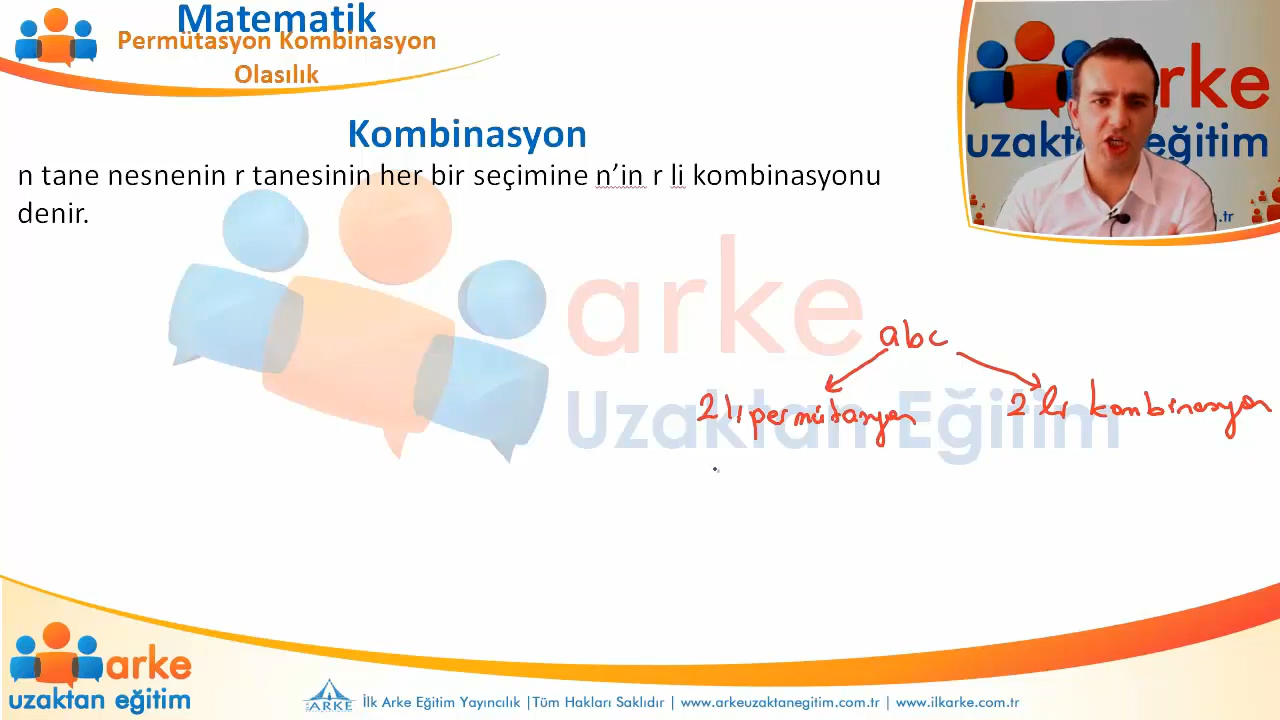 Matematik
Permütasyon Kombinasyon
Olasılık
arke
uzaktan eğitim
Kombinasyon
n tane nesnenin r tanesinin her bir seçimine n’in r li kombinasyonu
denir.
arke
Uzaktan Eğitim
abc
2 lı permütasyon
2 li kombinasyon
arke
uzaktan eğitim
ARKE
İlk Arke Eğitim Yayıncılık |Tüm Hakları Saklıdır | www.arkeuzaktanegitim.com.tr | www.ilkarke.com.tr